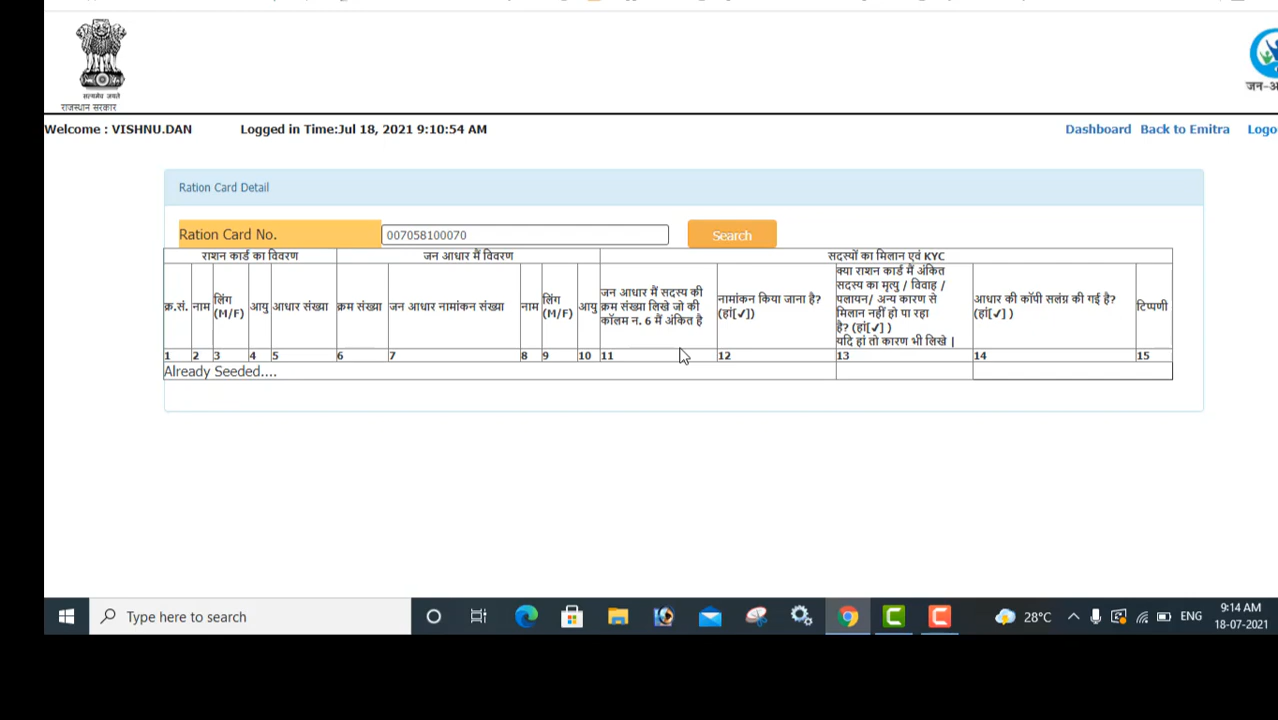 सत्यमेव जयते
राजस्थान सरकार
जन-अ
Welcome : VISHNU.DAN Logged in Time:Jul 18, 2021 9:10:54 AM Dashboard Back to Emitra Logo
Ration Card Detail
Ration Card No. 007058100070 Search
राशन कार्ड का विवरण जन आधार मैं विवरण सदस्यों का मिलान एवं KYC
क्र.सं. नाम लिंग (M/F) आयु आधार संख्या क्रम संख्या जन आधार नामांकन संख्या नाम लिंग (M/F) आयु
जन आधार मैं सदस्य की
क्रम संख्या लिखे जो की
कॉलम न. 6 मैं अंकित है
नामांकन किया जाना है?
(हां[✓])
क्या राशन कार्ड मैं अंकित
सदस्य का मृत्यु / विवाह /
पलायन/ अन्य कारण से
मिलान नहीं हो पा रहा
है? (हां[✓] )
यदि हां तो कारण भी लिखे |
आधार की कॉपी सलंग्र की गई है?
(हां[✓] )
टिप्पणी
1 2 3 4 5 6 7 8 9 10 11 12 13 14 15
Already Seeded....
Type here to search 28°C ENG 9:14 AM
18-07-2021